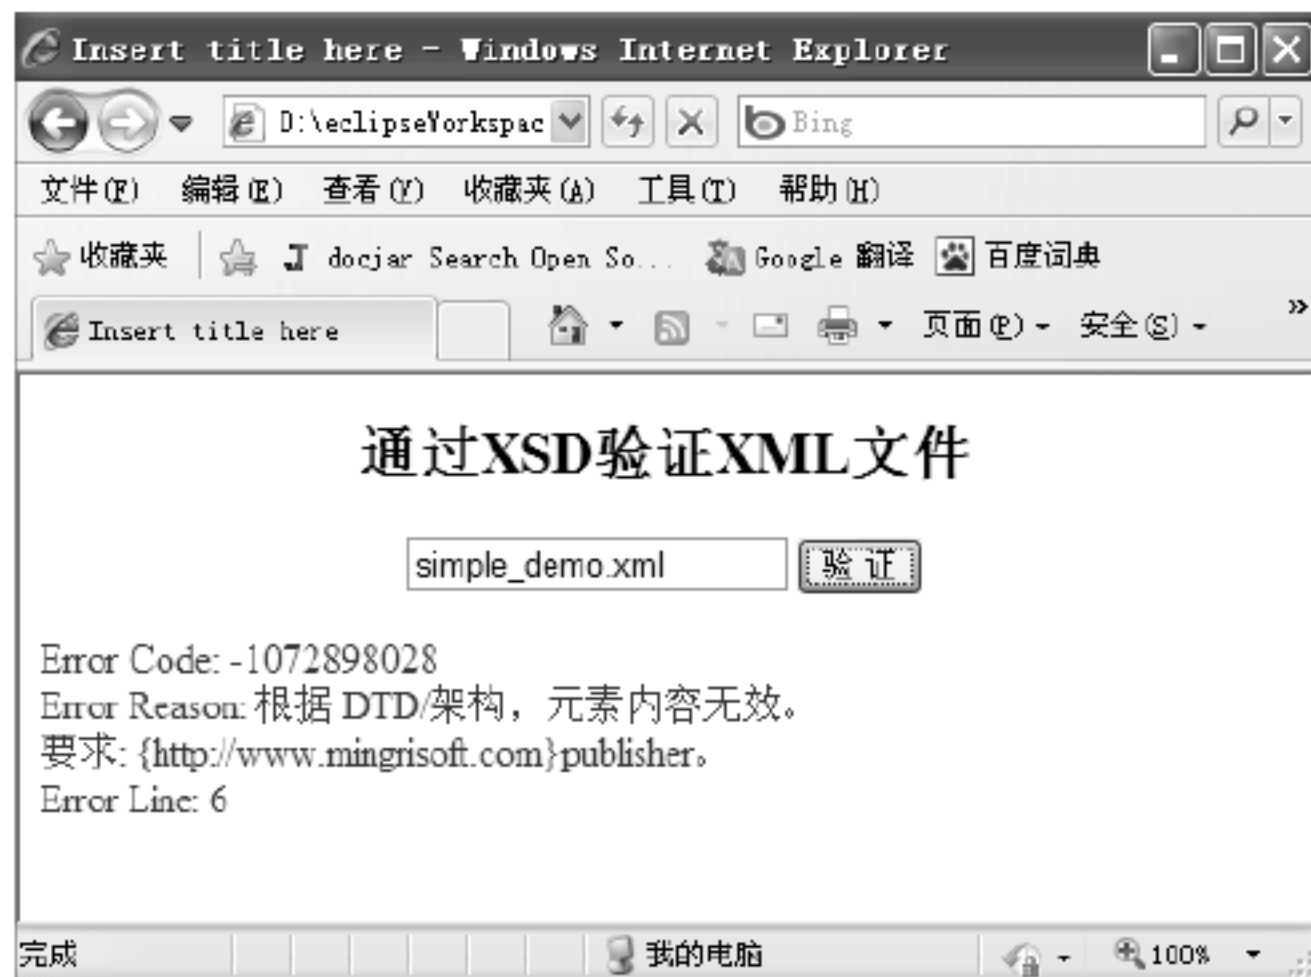 Insert title here - Windows Internet Explorer
D:\eclipseWorkspac Bing
文件(F) 编辑(E) 查看(V) 收藏夹(A) 工具(T) 帮助(H)
收藏夹 docjar Search Open So... Google 翻译 百度词典
Insert title here 页面(P) 安全(S) »
通过XSD验证XML文件
simple_demo.xml 验 证
Error Code: -1072898028
Error Reason: 根据 DTD/架构，元素内容无效。
要求: {http://www.mingrisoft.com}publisher。
Error Line: 6
完成 我的电脑 100%